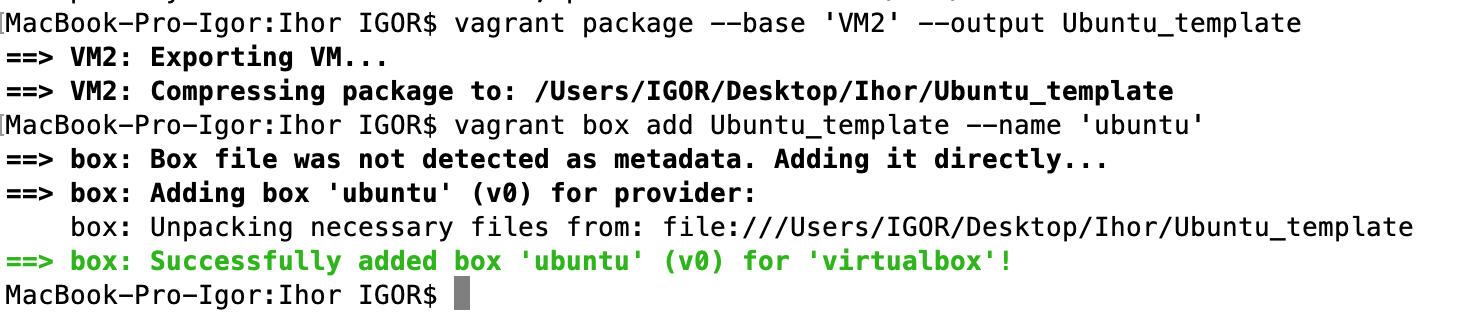 MacBook-Pro-Igor:Ihor IGOR$ vagrant package --base 'VM2' --output Ubuntu_template
==> VM2: Exporting VM...
==> VM2: Compressing package to: /Users/IGOR/Desktop/Ihor/Ubuntu_template
MacBook-Pro-Igor:Ihor IGOR$ vagrant box add Ubuntu_template --name 'ubuntu'
==> box: Box file was not detected as metadata. Adding it directly...
==> box: Adding box 'ubuntu' (v0) for provider:
    box: Unpacking necessary files from: file:///Users/IGOR/Desktop/Ihor/Ubuntu_template
==> box: Successfully added box 'ubuntu' (v0) for 'virtualbox'!
MacBook-Pro-Igor:Ihor IGOR$